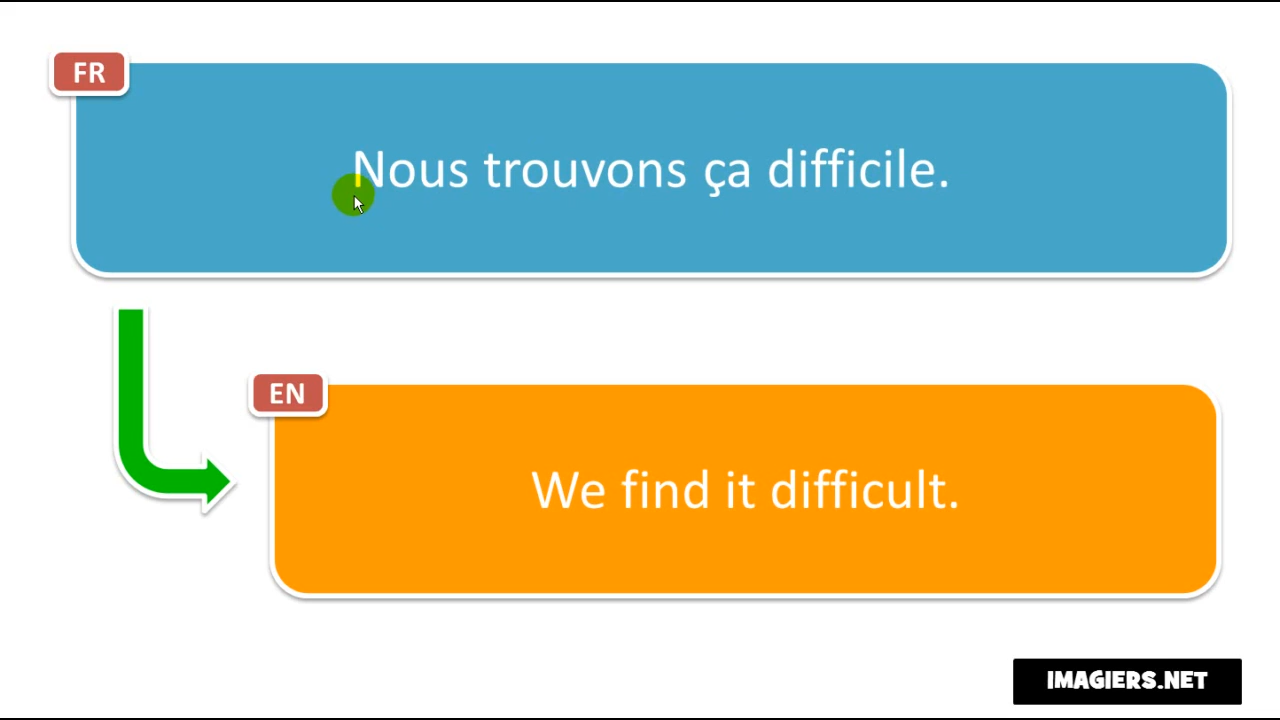 FR
Nous trouvons ça difficile.
EN
We find it difficult.
IMAGIERS.NET